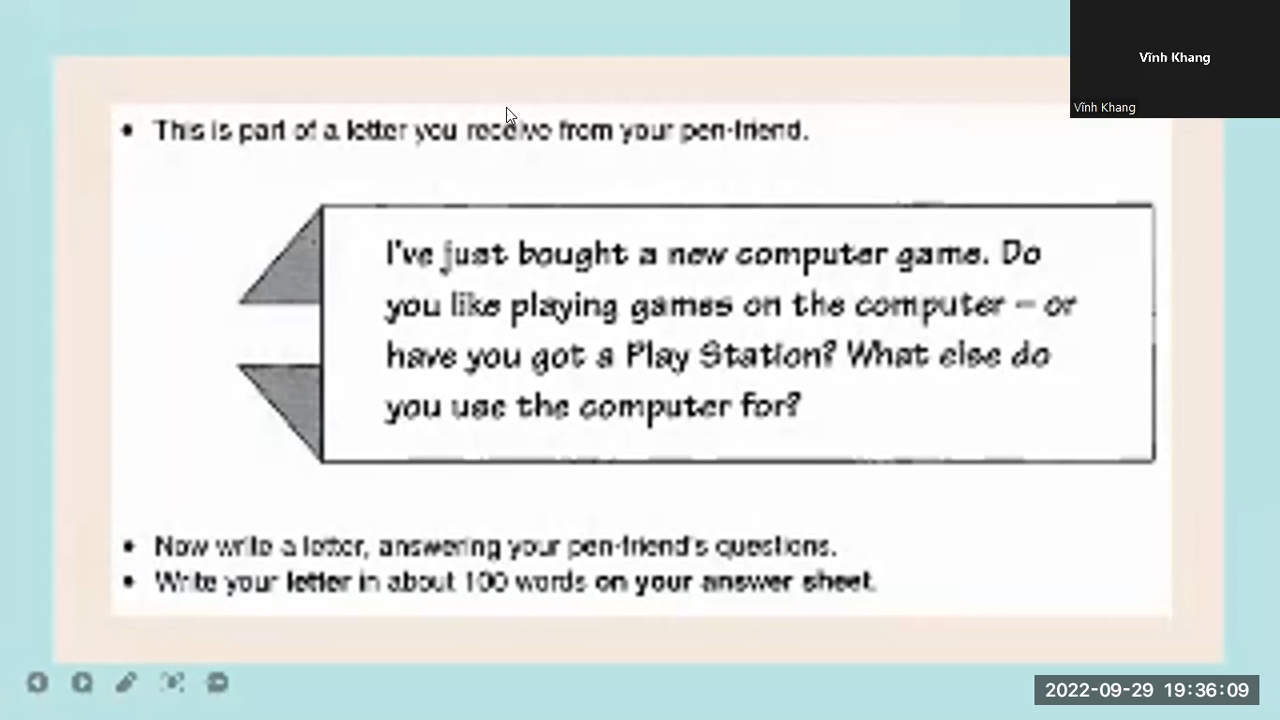 Vĩnh Khang
Vĩnh Khang
• This is part of a letter you receive from your pen-friend.
I've just bought a new computer game. Do
you like playing games on the computer – or
have you got a Play Station? What else do
you use the computer for?
• Now write a letter, answering your pen-friend's questions.
• Write your letter in about 100 words on your answer sheet.
2022-09-29 19:36:09